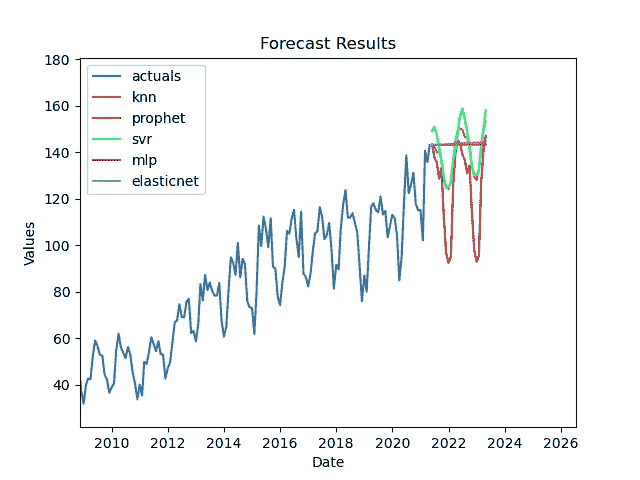 Forecast Results
180
160
140
120
100
80
60
40
Values
actuals
knn
prophet
svr
mlp
elasticnet
2010 2012 2014 2016 2018 2020 2022 2024 2026
Date